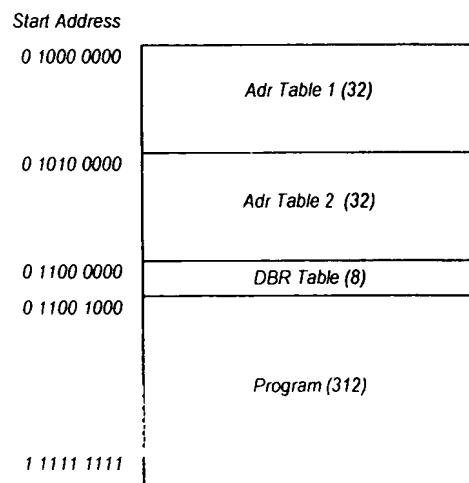 Start Address
0 1000 0000
Adr Table 1 (32)
0 1010 0000
Adr Table 2 (32)
0 1100 0000
DBR Table (8)
0 1100 1000
Program (312)
1 1111 1111